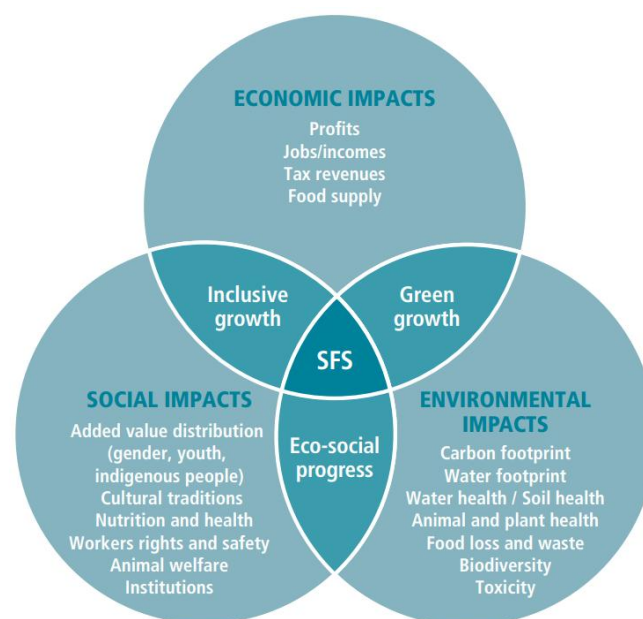 ECONOMIC IMPACTS
Profits
Jobs/incomes
Tax revenues
Food supply
Inclusive
growth
Green
growth
SFS
SOCIAL IMPACTS
Added value distribution
(gender, youth,
indigenous people)
Cultural traditions
Nutrition and health
Workers rights and safety
Animal welfare
Institutions
Eco-social
progress
ENVIRONMENTAL
IMPACTS
Carbon footprint
Water footprint
Water health / Soil health
Animal and plant health
Food loss and waste
Biodiversity
Toxicity